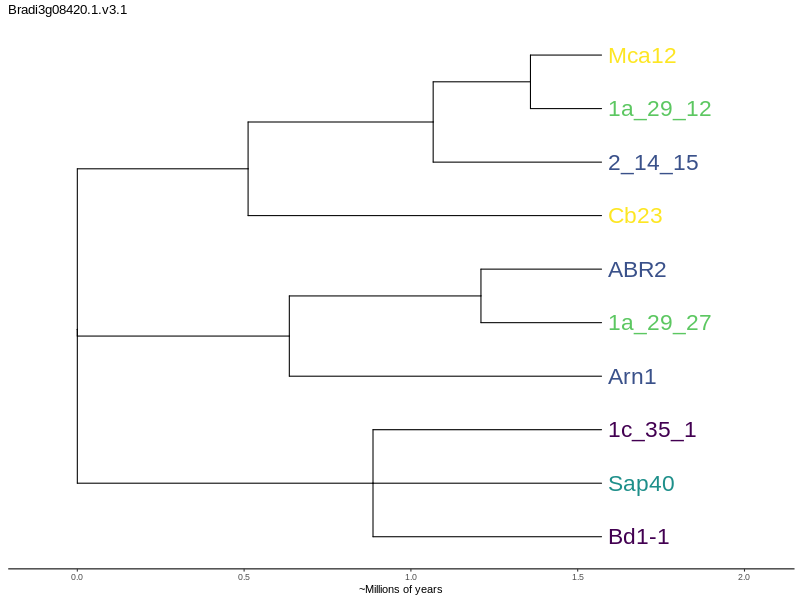 Bradi3g08420.1.v3.1
Mca12
1a_29_12
2_14_15
Cb23
ABR2
1a_29_27
Arn1
1c_35_1
Sap40
Bd1-1
0.0 0.5 1.0 1.5 2.0
~Millions of years